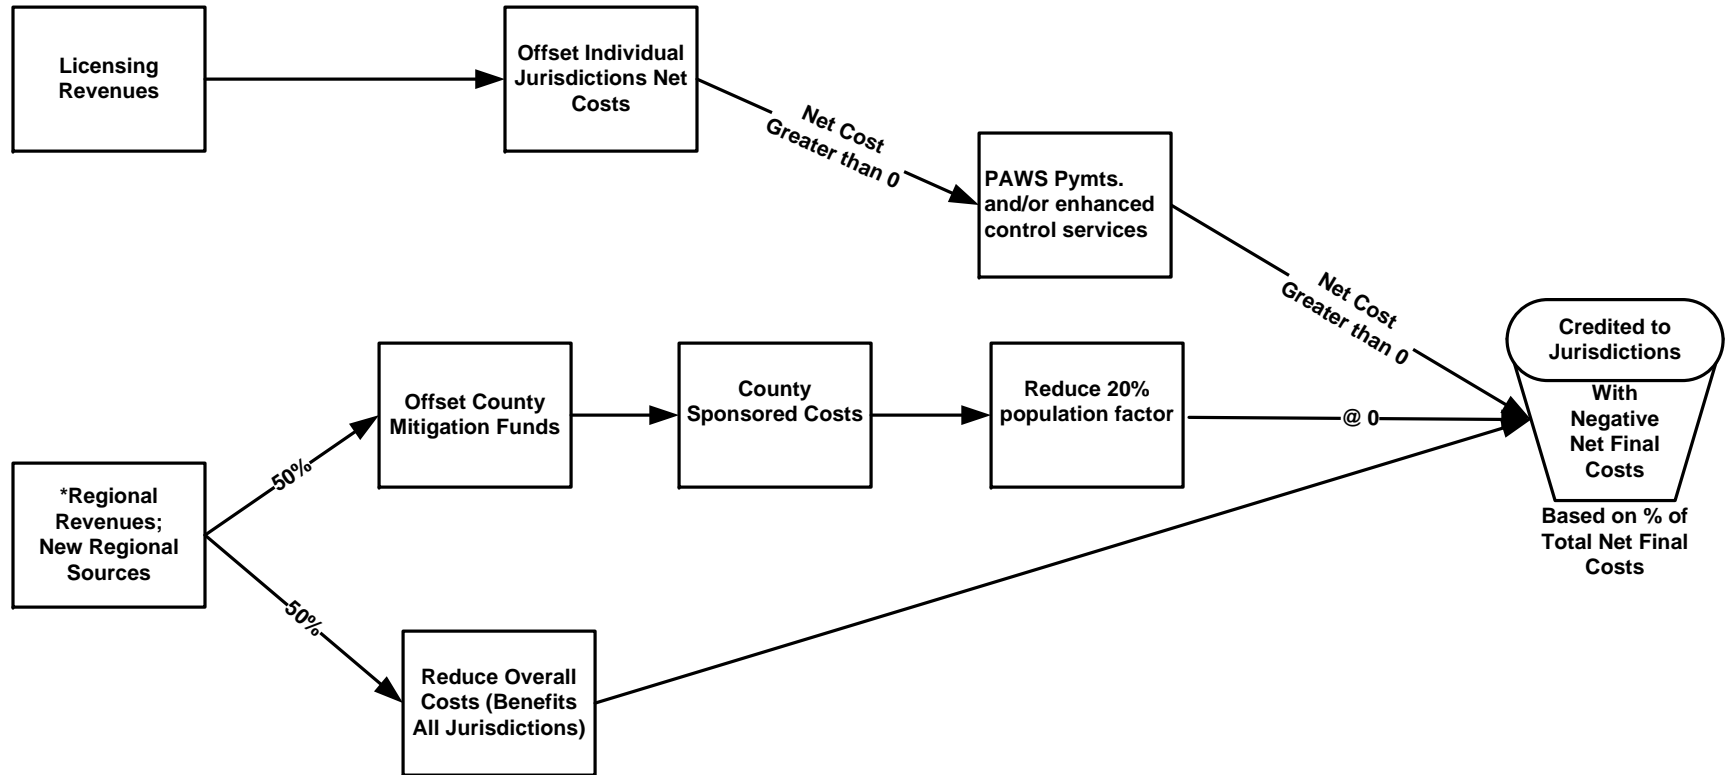 Licensing
Revenues
Offset Individual
Jurisdictions Net
Costs
Net Cost
Greater than 0
PAWS Pymts.
and/or enhanced
control services
Net Cost
Greater than 0
Credited to
Jurisdictions
With
Negative
Net Final
Costs
Based on % of
Total Net Final
Costs
*Regional
Revenues;
New Regional
Sources
50%
Offset County
Mitigation Funds
County
Sponsored Costs
Reduce 20%
population factor
@ 0
50%
Reduce Overall
Costs (Benefits
All Jurisdictions)